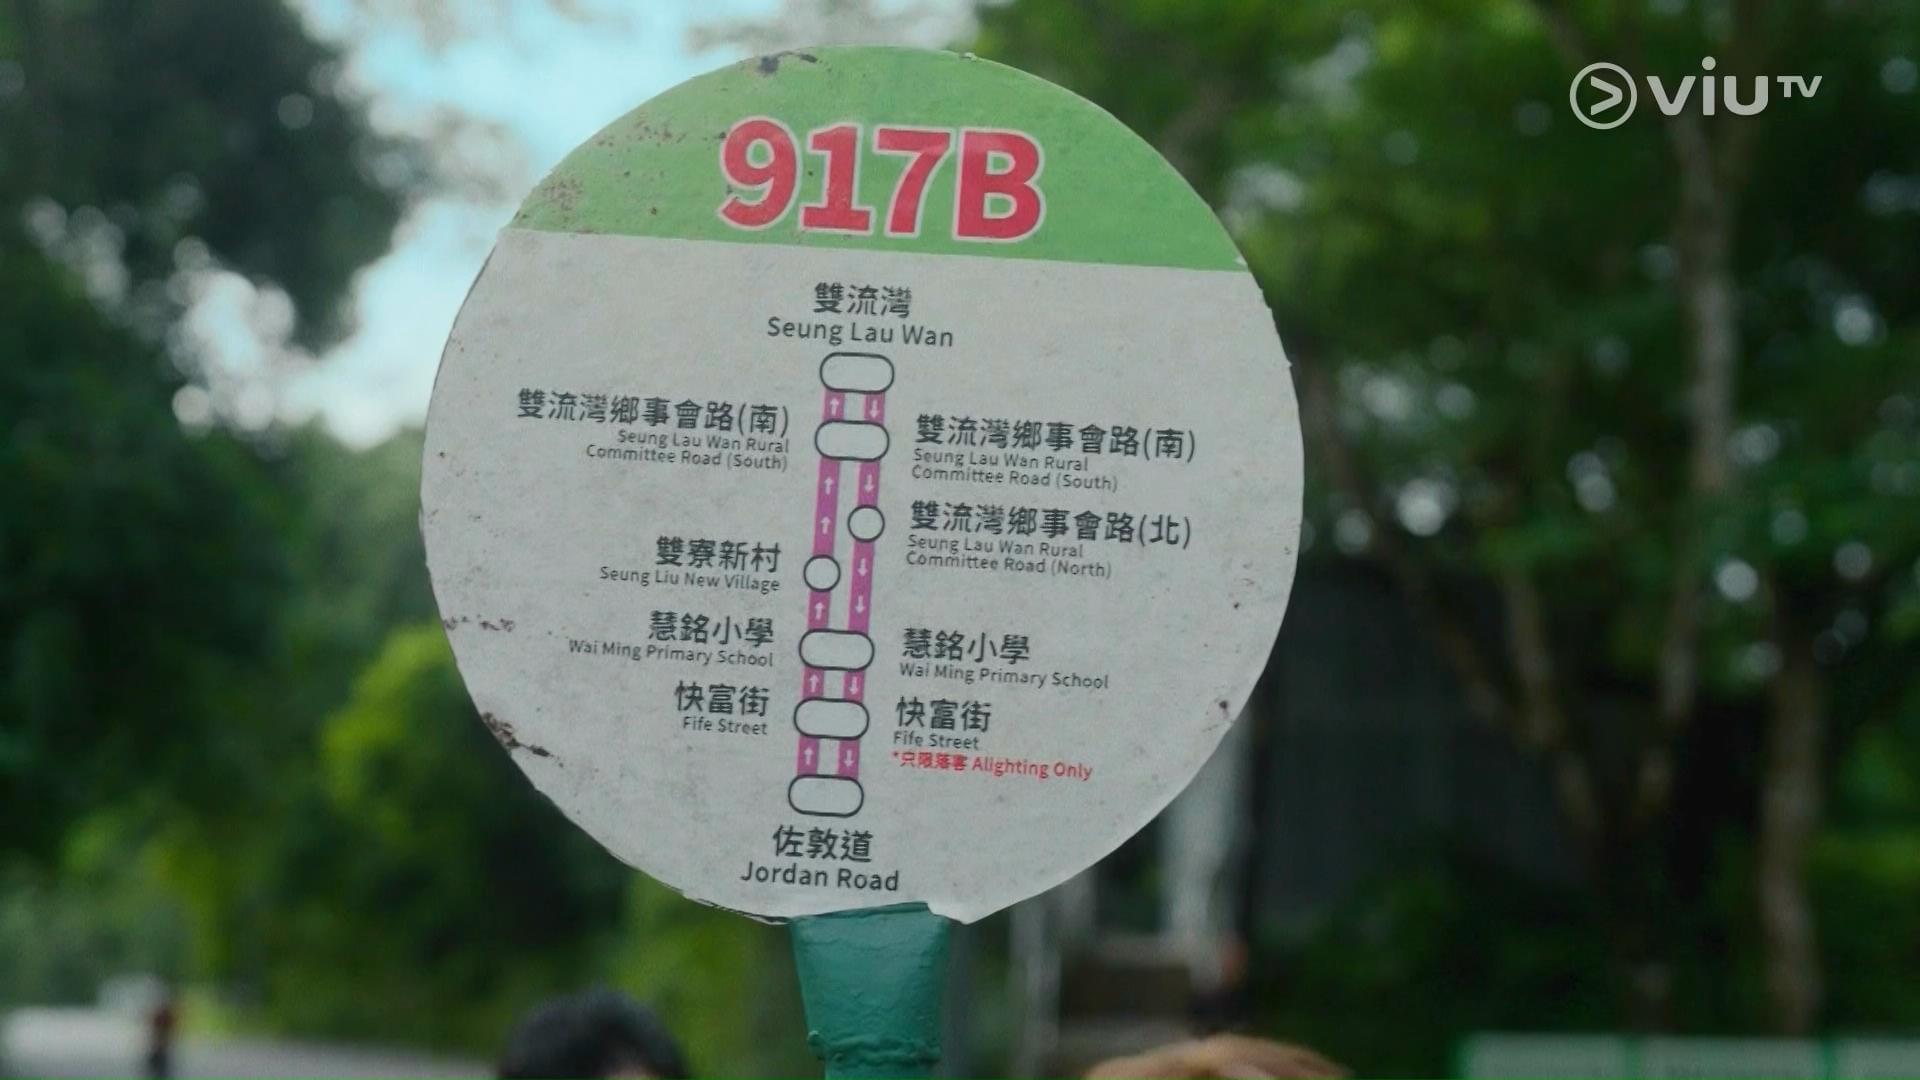 viuTV
917B
雙流灣
Seung Lau Wan
雙流灣鄉事會路(南)
Seung Lau Wan Rural
Committee Road (South)
雙流灣鄉事會路(南)
Seung Lau Wan Rural
Committee Road (South)
雙流灣鄉事會路(北)
Seung Lau Wan Rural
Committee Road (North)
雙寮新村
Seung Liu New Village
慧銘小學
Wai Ming Primary School
慧銘小學
Wai Ming Primary School
快富街
Fife Street
快富街
Fife Street
*只限落客 Alighting Only
佐敦道
Jordan Road